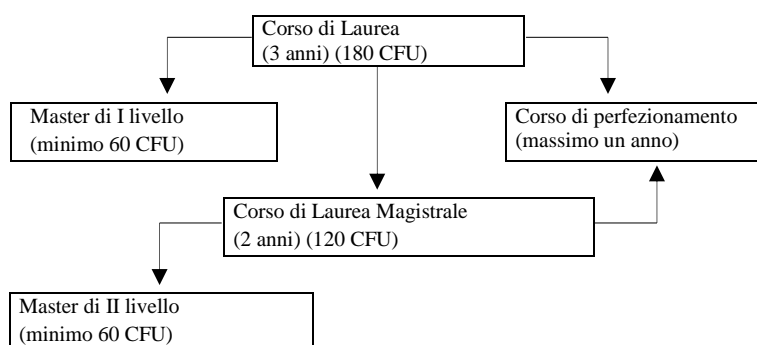 Corso di Laurea
(3 anni) (180 CFU)
Master di I livello
(minimo 60 CFU)
Corso di perfezionamento
(massimo un anno)
Corso di Laurea Magistrale
(2 anni) (120 CFU)
Master di II livello
(minimo 60 CFU)